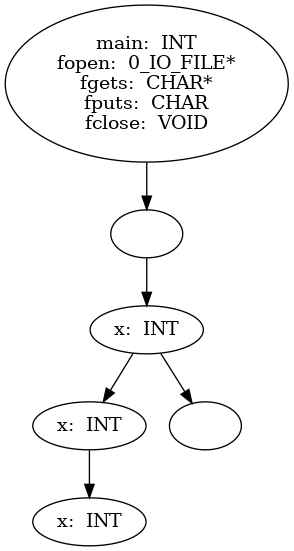 main: INT
fopen: 0_IO_FILE*
fgets: CHAR*
fputs: CHAR
fclose: VOID
x: INT
x: INT
x: INT